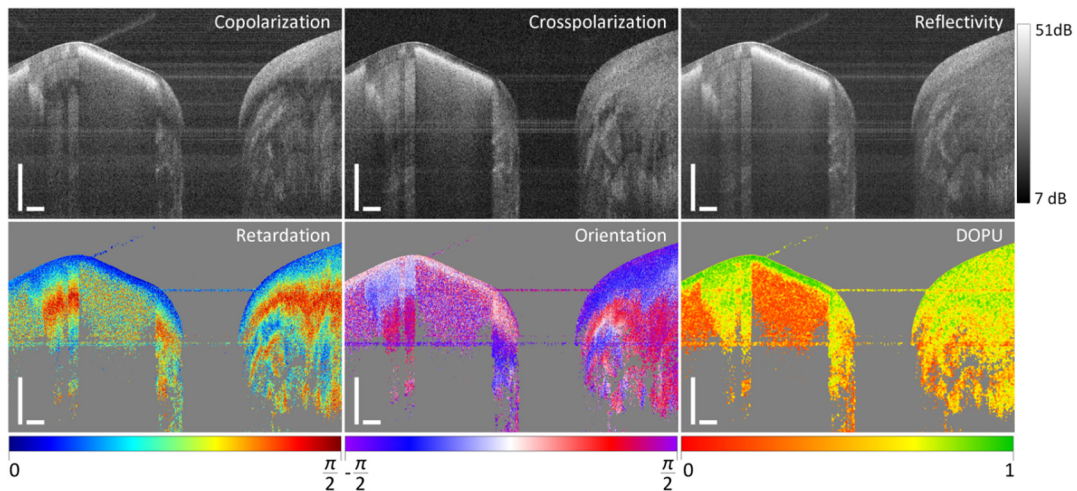 Copolarization
Crosspolarization
Reflectivity
51dB
7 dB
Retardation
Orientation
DOPU
0
π/2
-π/2
π/2
0
1